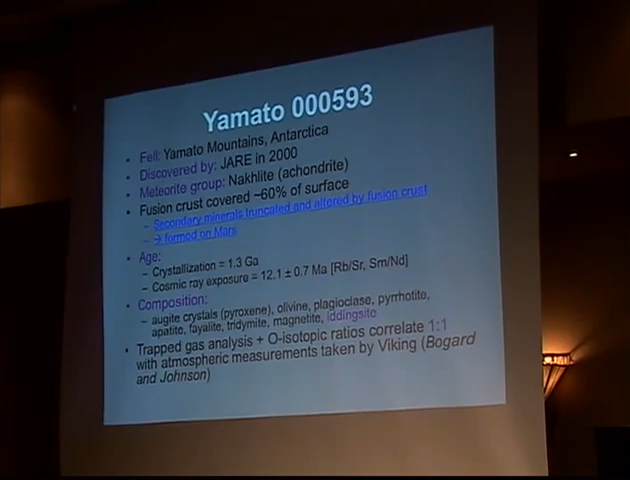 Yamato 000593
• Fell: Yamato Mountains, Antarctica
• Discovered by: JARE in 2000
• Meteorite group: Nakhlite (achondrite)
• Fusion crust covered ~60% of surface
– Secondary minerals truncated and altered by fusion crust
– → formed on Mars
• Age:
– Crystallization = 1.3 Ga
– Cosmic ray exposure = 12.1 ± 0.7 Ma [Rb/Sr, Sm/Nd]
• Composition:
– augite crystals (pyroxene), olivine, plagioclase, pyrrhotite,
apatite, fayalite, tridymite, magnetite, iddingsite
• Trapped gas analysis + O-isotopic ratios correlate 1:1
with atmospheric measurements taken by Viking (Bogard
and Johnson)